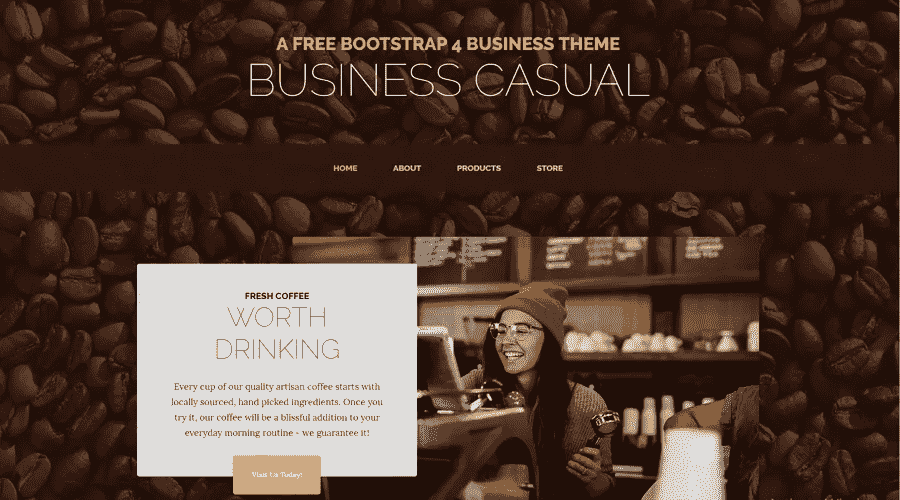 A FREE BOOTSTRAP 4 BUSINESS THEME
BUSINESS CASUAL
HOME ABOUT PRODUCTS STORE
FRESH COFFEE
WORTH
DRINKING
Every cup of our quality artisan coffee starts with
locally sourced, hand picked ingredients. Once you
try it, our coffee will be a blissful addition to your
everyday morning routine - we guarantee it!
Visit Us Today!